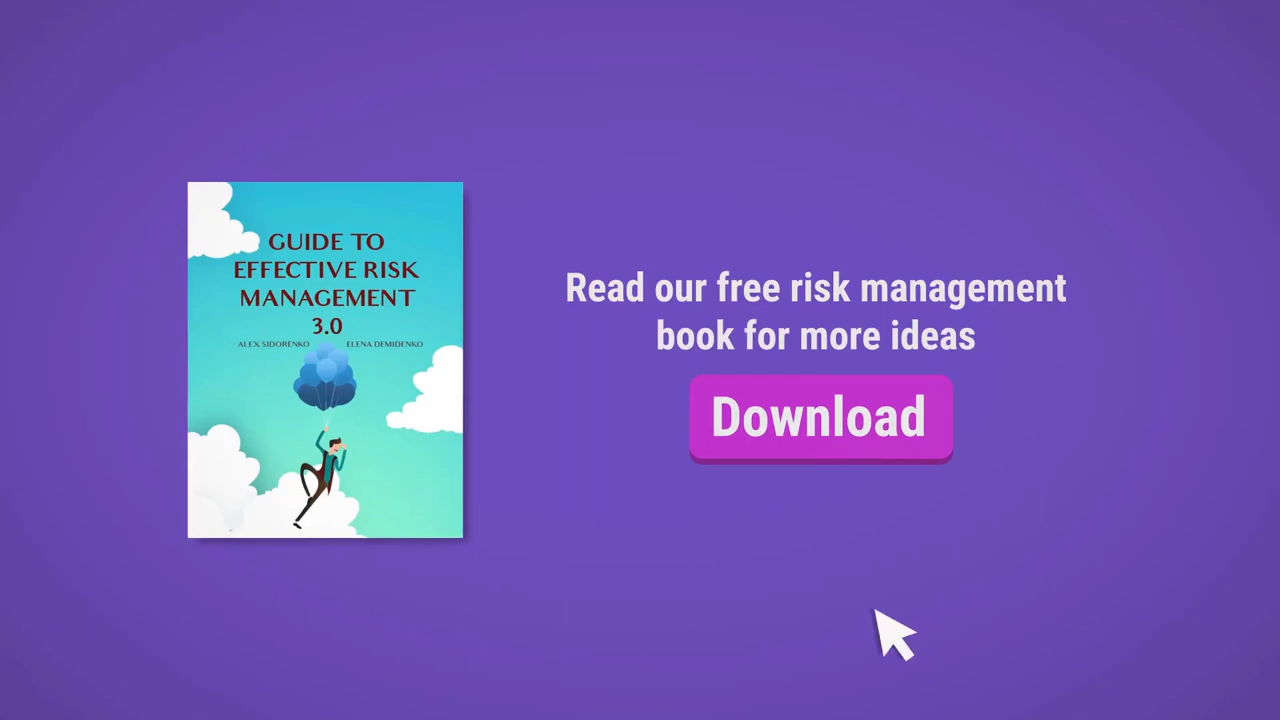 GUIDE TO
EFFECTIVE RISK
MANAGEMENT
3.0
ALEX SIDORENKO ELENA DEMIDENKO
Read our free risk management
book for more ideas
Download